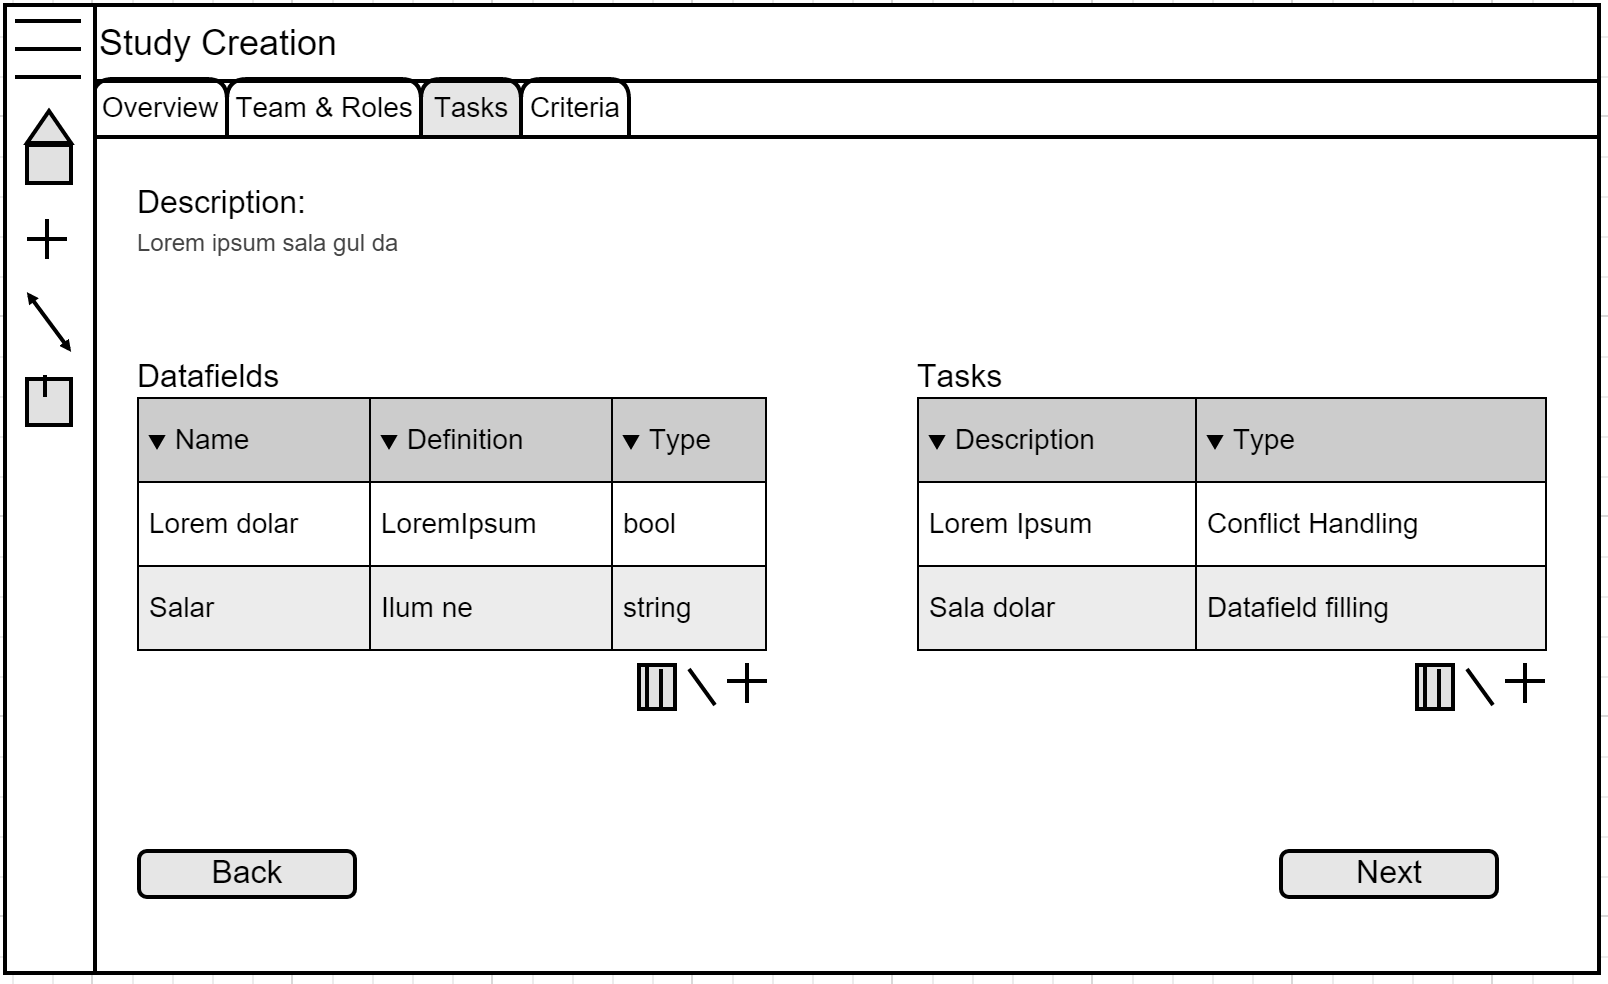 Study Creation
Overview Team & Roles Tasks Criteria
Description:
Lorem ipsum sala gul da
Datafields
Name Definition Type
Lorem dolar LoremIpsum bool
Salar Ilum ne string
Tasks
Description Type
Lorem Ipsum Conflict Handling
Sala dolar Datafield filling
Back Next